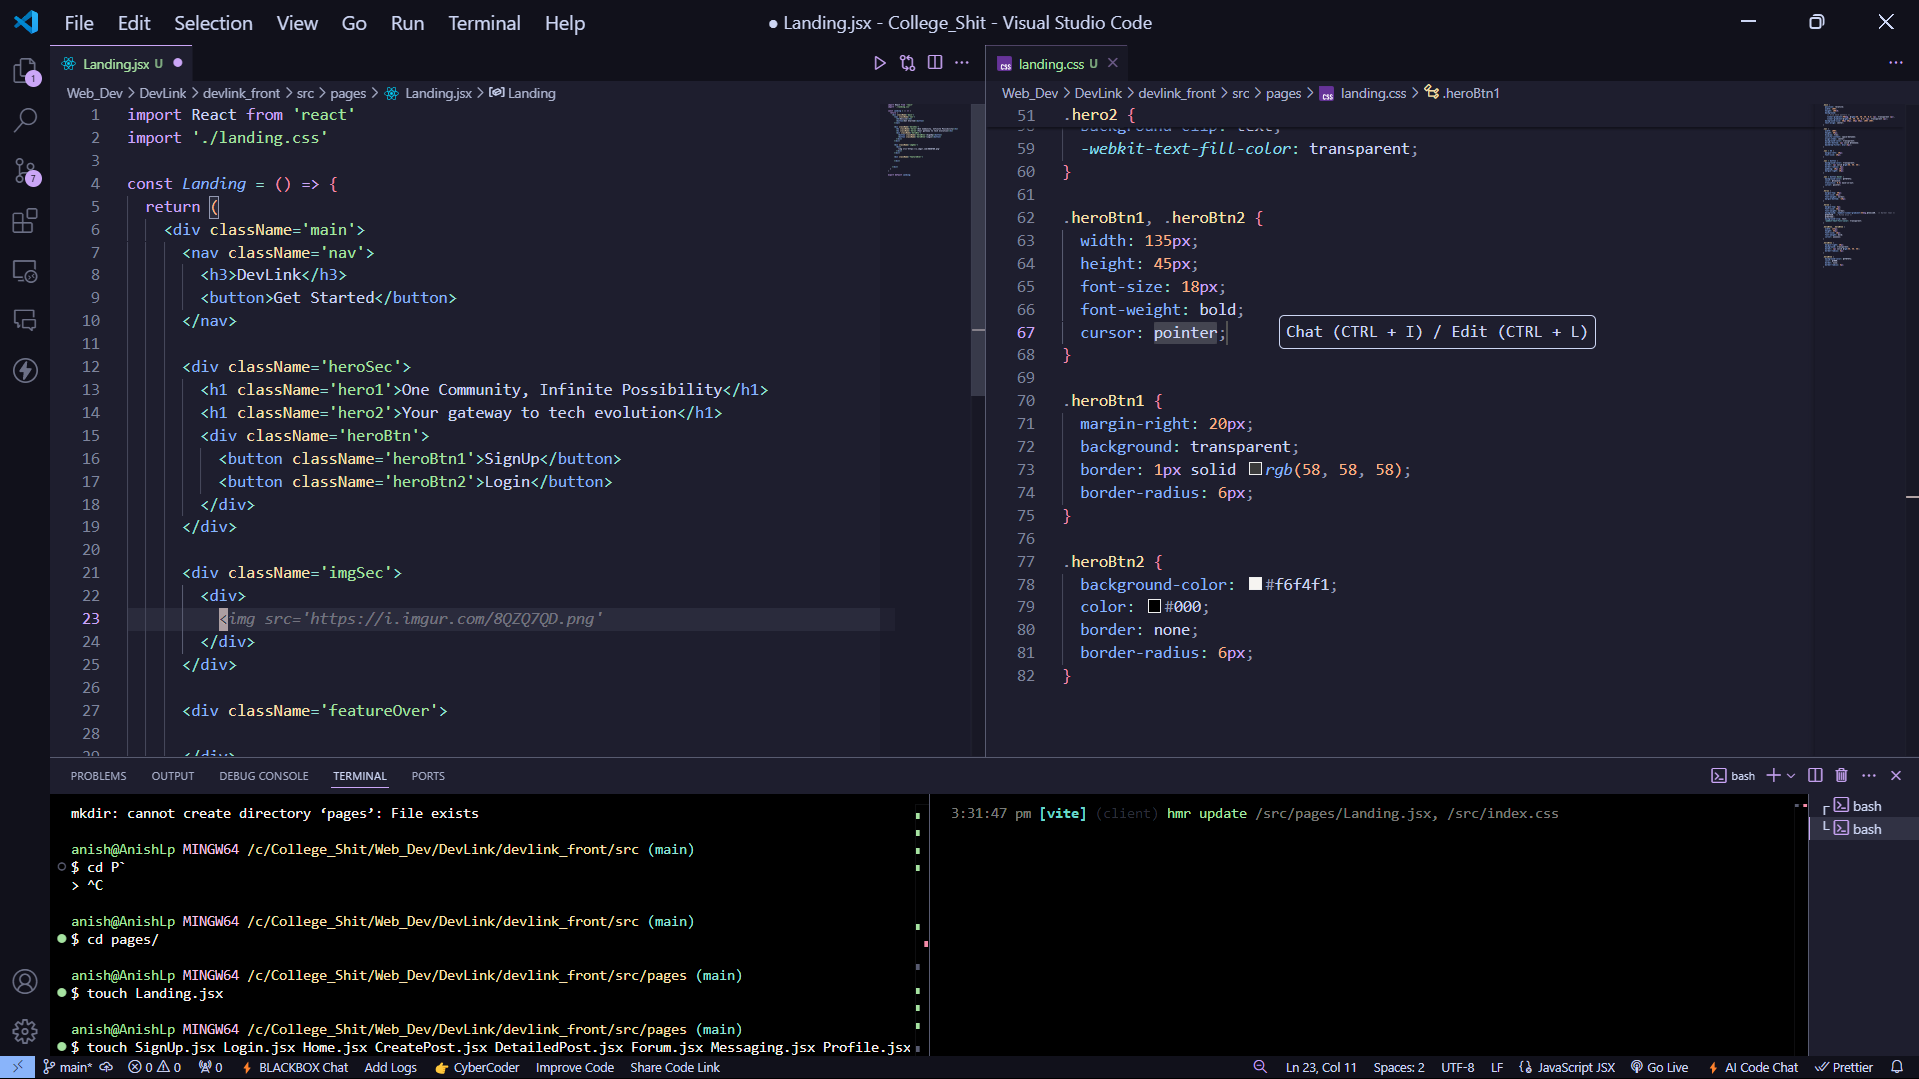 File Edit Selection View Go Run Terminal Help
● Landing.jsx - College_Shit - Visual Studio Code
Landing.jsx U
landing.css U
Web_Dev > DevLink > devlink_front > src > pages > Landing.jsx > Landing
1 import React from 'react'
2 import './landing.css'
3
4 const Landing = () => {
5 return (
6 <div className='main'>
7 <nav className='nav'>
8 <h3>DevLink</h3>
9 <button>Get Started</button>
10 </nav>
11
12 <div className='heroSec'>
13 <h1 className='hero1'>One Community, Infinite Possibility</h1>
14 <h1 className='hero2'>Your gateway to tech evolution</h1>
15 <div className='heroBtn'>
16 <button className='heroBtn1'>SignUp</button>
17 <button className='heroBtn2'>Login</button>
18 </div>
19 </div>
20
21 <div className='imgSec'>
22 <div>
23 <img src='https://i.imgur.com/8QZQ7QD.png'
24 </div>
25 </div>
26
27 <div className='featureOver'>
28
29 </div>
Web_Dev > DevLink > devlink_front > src > pages > landing.css > .heroBtn1
51 .hero2 {
58 background-clip: text;
59 -webkit-text-fill-color: transparent;
60 }
61
62 .heroBtn1, .heroBtn2 {
63 width: 135px;
64 height: 45px;
65 font-size: 18px;
66 font-weight: bold;
67 cursor: pointer;
Chat (CTRL + I) / Edit (CTRL + L)
68 }
69
70 .heroBtn1 {
71 margin-right: 20px;
72 background: transparent;
73 border: 1px solid rgb(58, 58, 58);
74 border-radius: 6px;
75 }
76
77 .heroBtn2 {
78 background-color: #f6f4f1;
79 color: #000;
80 border: none;
81 border-radius: 6px;
82 }
1
7
PROBLEMS OUTPUT DEBUG CONSOLE TERMINAL PORTS
bash
mkdir: cannot create directory ‘pages’: File exists
anish@AnishLp MINGW64 /c/College_Shit/Web_Dev/DevLink/devlink_front/src (main)
$ cd P`
> ^C
anish@AnishLp MINGW64 /c/College_Shit/Web_Dev/DevLink/devlink_front/src (main)
$ cd pages/
anish@AnishLp MINGW64 /c/College_Shit/Web_Dev/DevLink/devlink_front/src/pages (main)
$ touch Landing.jsx
anish@AnishLp MINGW64 /c/College_Shit/Web_Dev/DevLink/devlink_front/src/pages (main)
$ touch SignUp.jsx Login.jsx Home.jsx CreatePost.jsx DetailedPost.jsx Forum.jsx Messaging.jsx Profile.jsx
3:31:47 pm [vite] (client) hmr update /src/pages/Landing.jsx, /src/index.css
bash
bash
main* 0 0 0 BLACKBOX Chat Add Logs CyberCoder Improve Code Share Code Link
Ln 23, Col 11 Spaces: 2 UTF-8 LF {} JavaScript JSX Go Live AI Code Chat Prettier